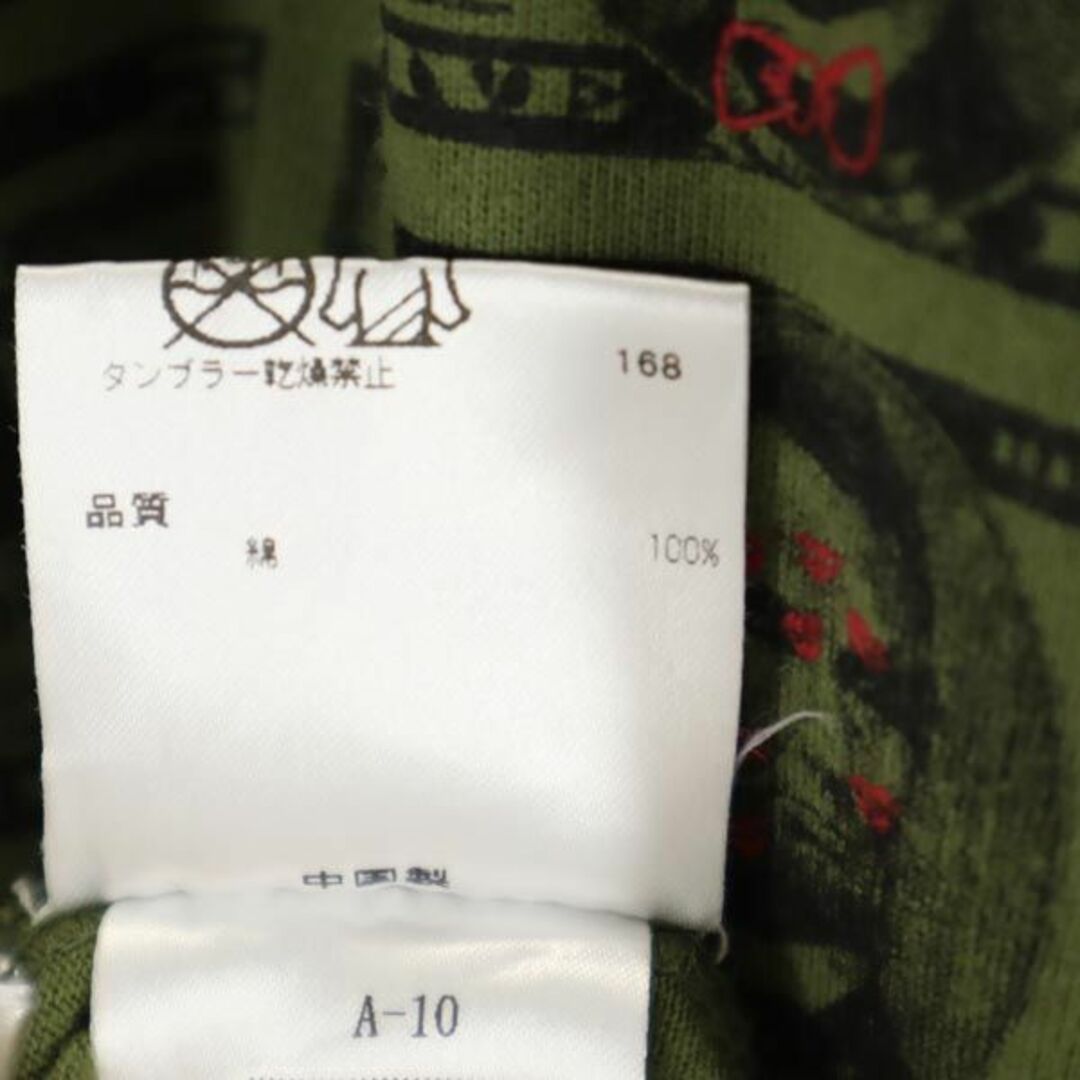 タンブラー乾燥禁止 168
品質
綿 100%
中国製
A-10